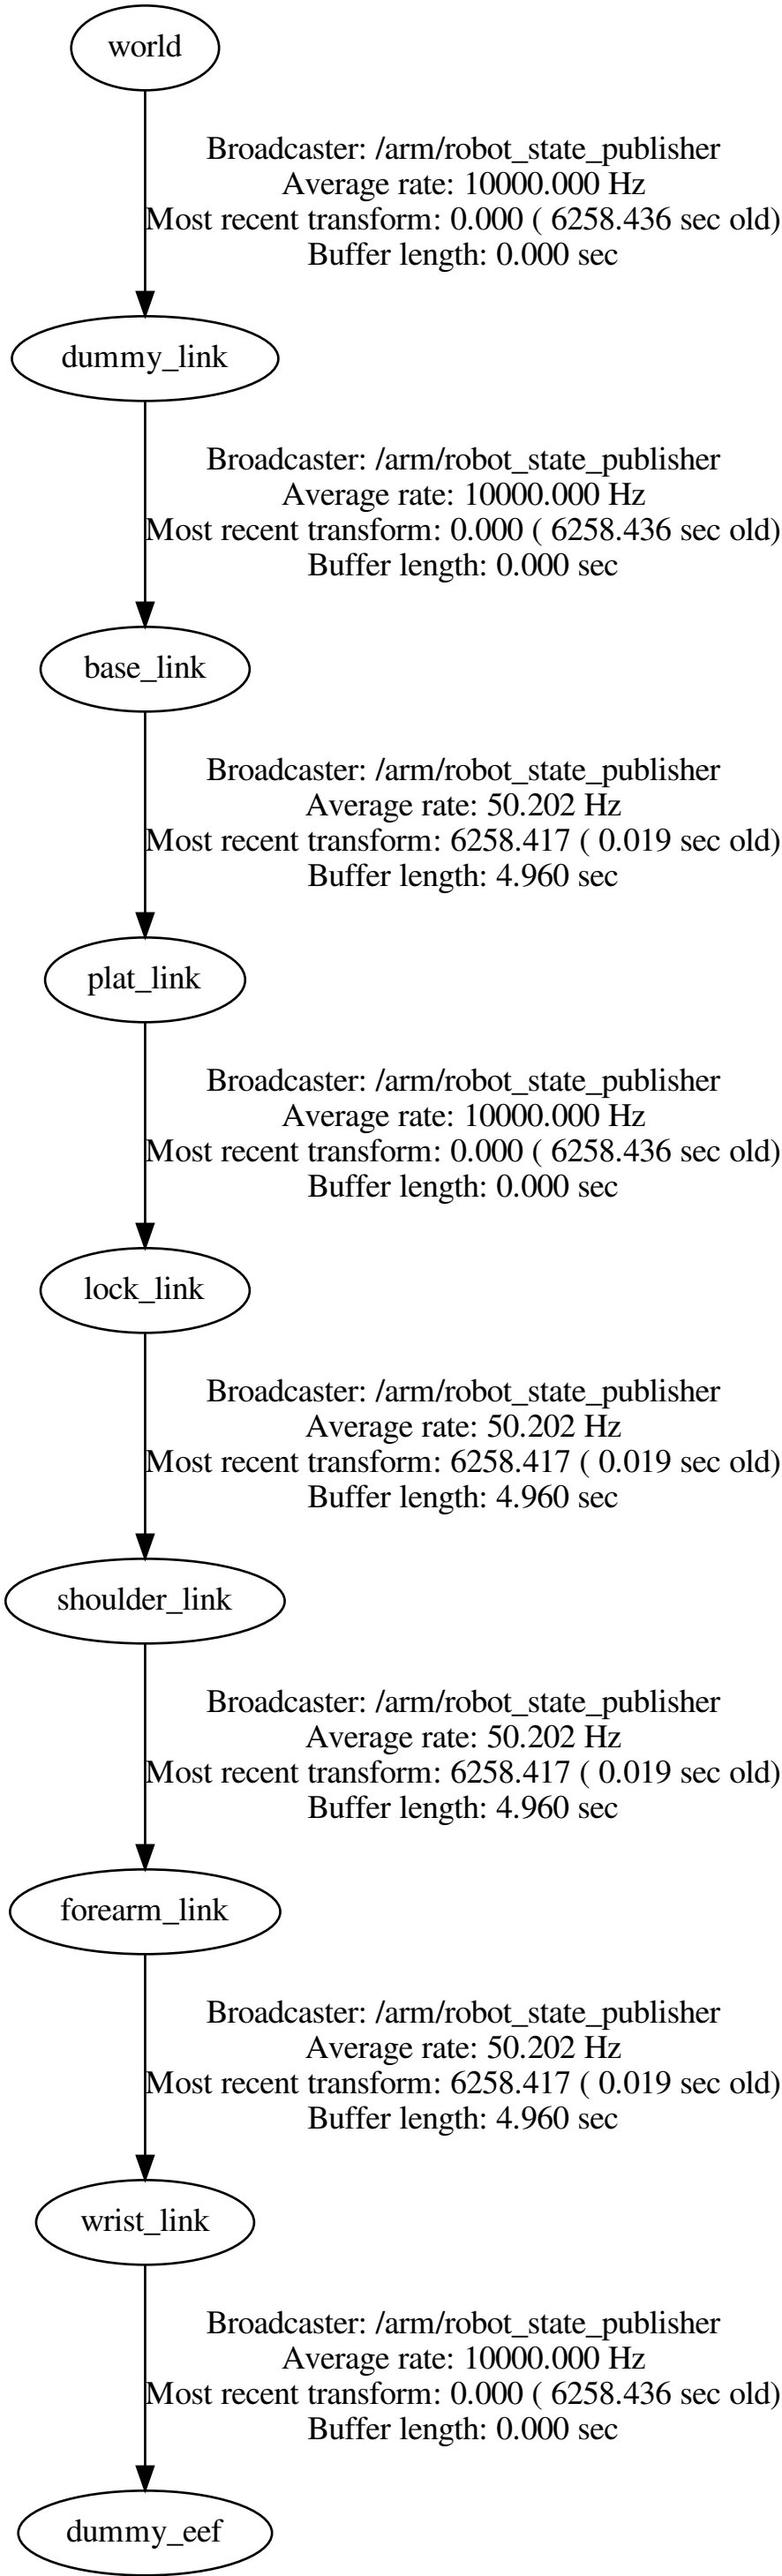 world
Broadcaster: /arm/robot_state_publisher
Average rate: 10000.000 Hz
Most recent transform: 0.000 ( 6258.436 sec old)
Buffer length: 0.000 sec
dummy_link
Broadcaster: /arm/robot_state_publisher
Average rate: 10000.000 Hz
Most recent transform: 0.000 ( 6258.436 sec old)
Buffer length: 0.000 sec
base_link
Broadcaster: /arm/robot_state_publisher
Average rate: 50.202 Hz
Most recent transform: 6258.417 ( 0.019 sec old)
Buffer length: 4.960 sec
plat_link
Broadcaster: /arm/robot_state_publisher
Average rate: 10000.000 Hz
Most recent transform: 0.000 ( 6258.436 sec old)
Buffer length: 0.000 sec
lock_link
Broadcaster: /arm/robot_state_publisher
Average rate: 50.202 Hz
Most recent transform: 6258.417 ( 0.019 sec old)
Buffer length: 4.960 sec
shoulder_link
Broadcaster: /arm/robot_state_publisher
Average rate: 50.202 Hz
Most recent transform: 6258.417 ( 0.019 sec old)
Buffer length: 4.960 sec
forearm_link
Broadcaster: /arm/robot_state_publisher
Average rate: 50.202 Hz
Most recent transform: 6258.417 ( 0.019 sec old)
Buffer length: 4.960 sec
wrist_link
Broadcaster: /arm/robot_state_publisher
Average rate: 10000.000 Hz
Most recent transform: 0.000 ( 6258.436 sec old)
Buffer length: 0.000 sec
dummy_eef